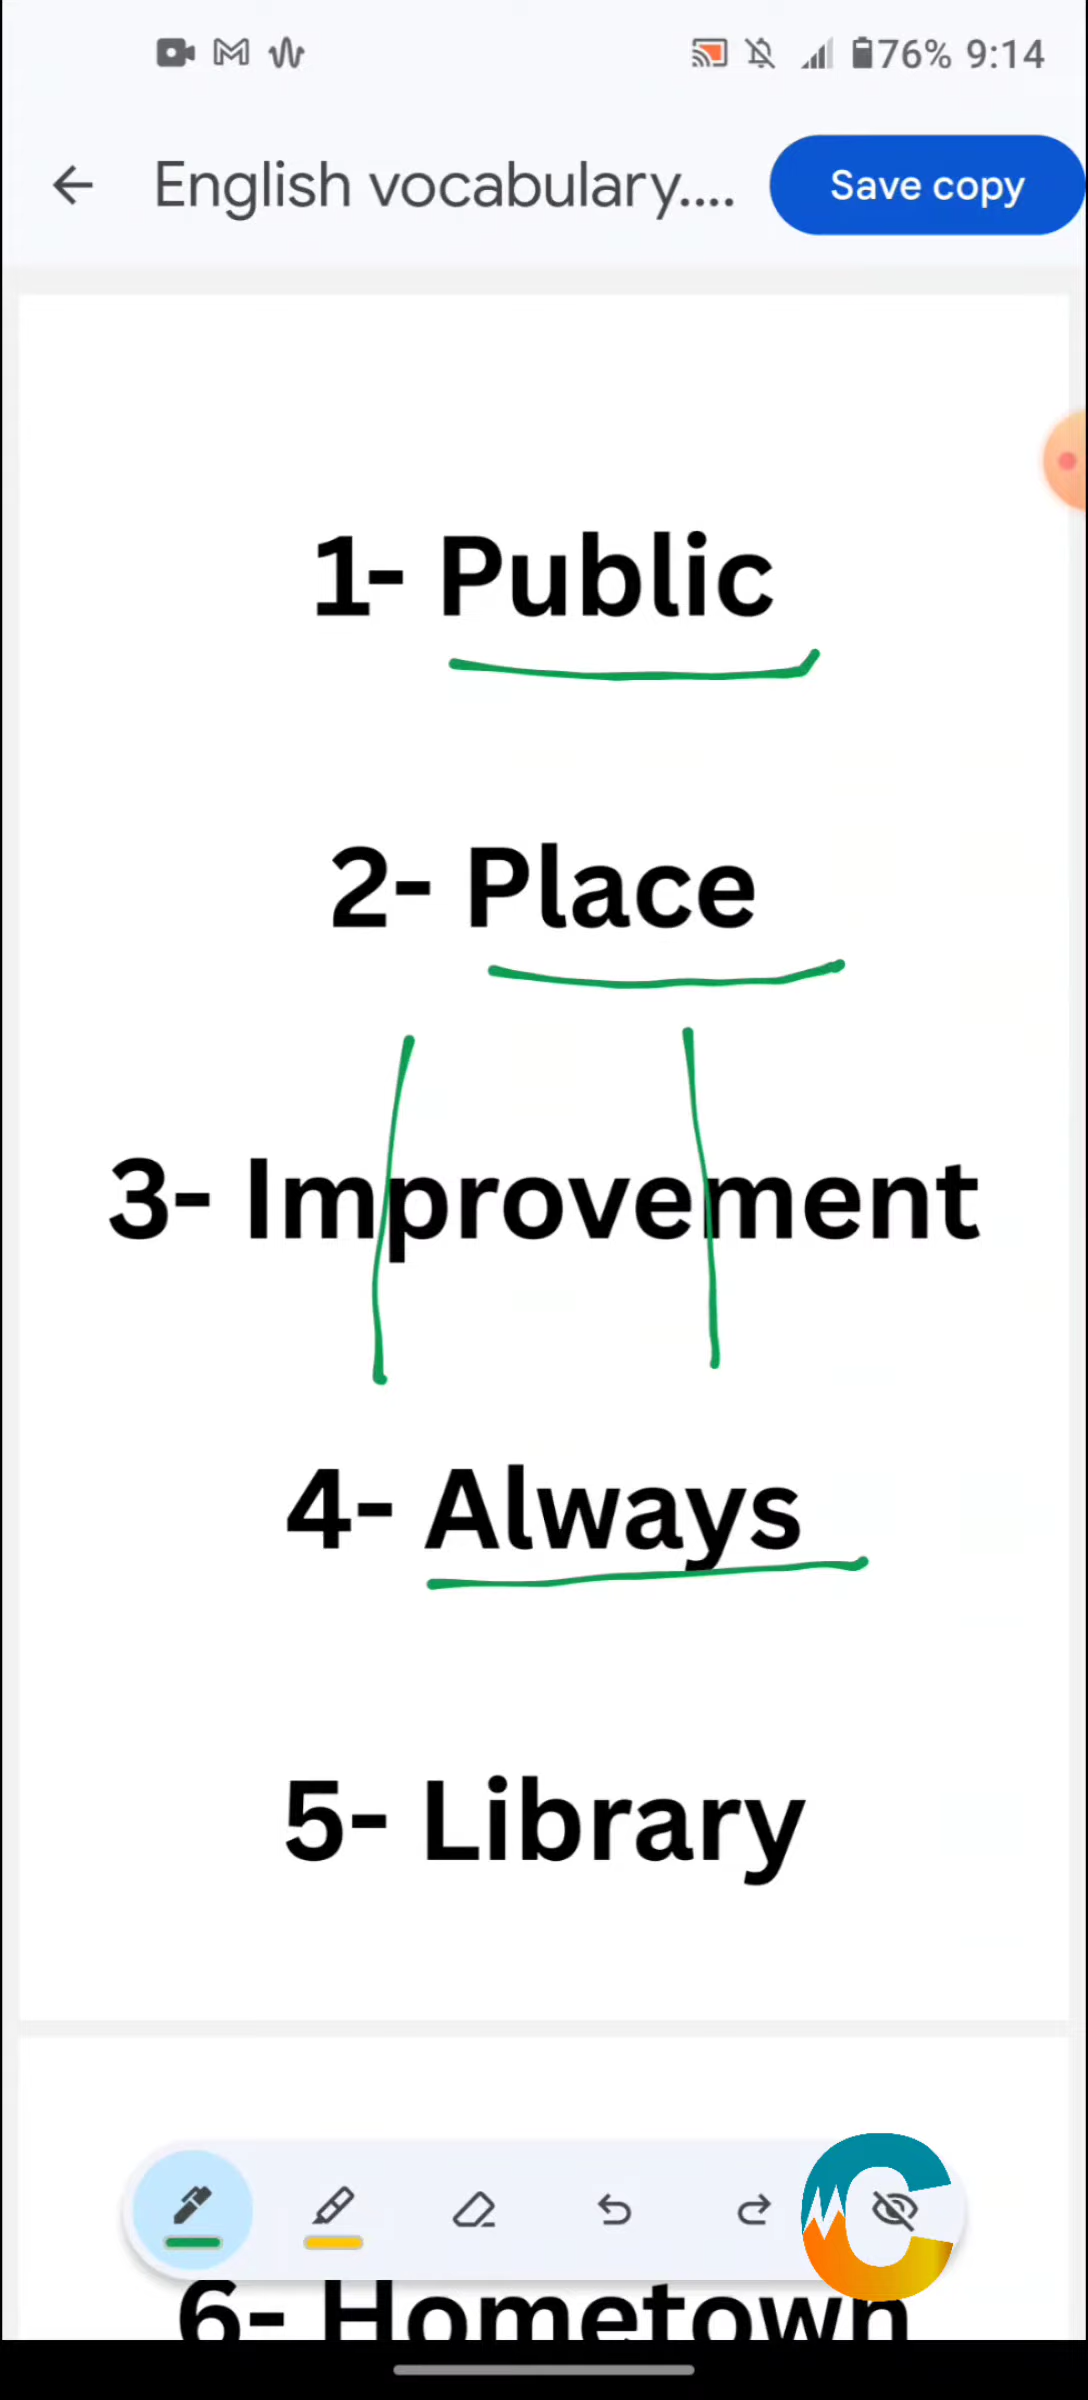 76% 9:14
English vocabulary.... Save copy
1- Public
2- Place
3- Improvement
4- Always
5- Library
6- Hometown